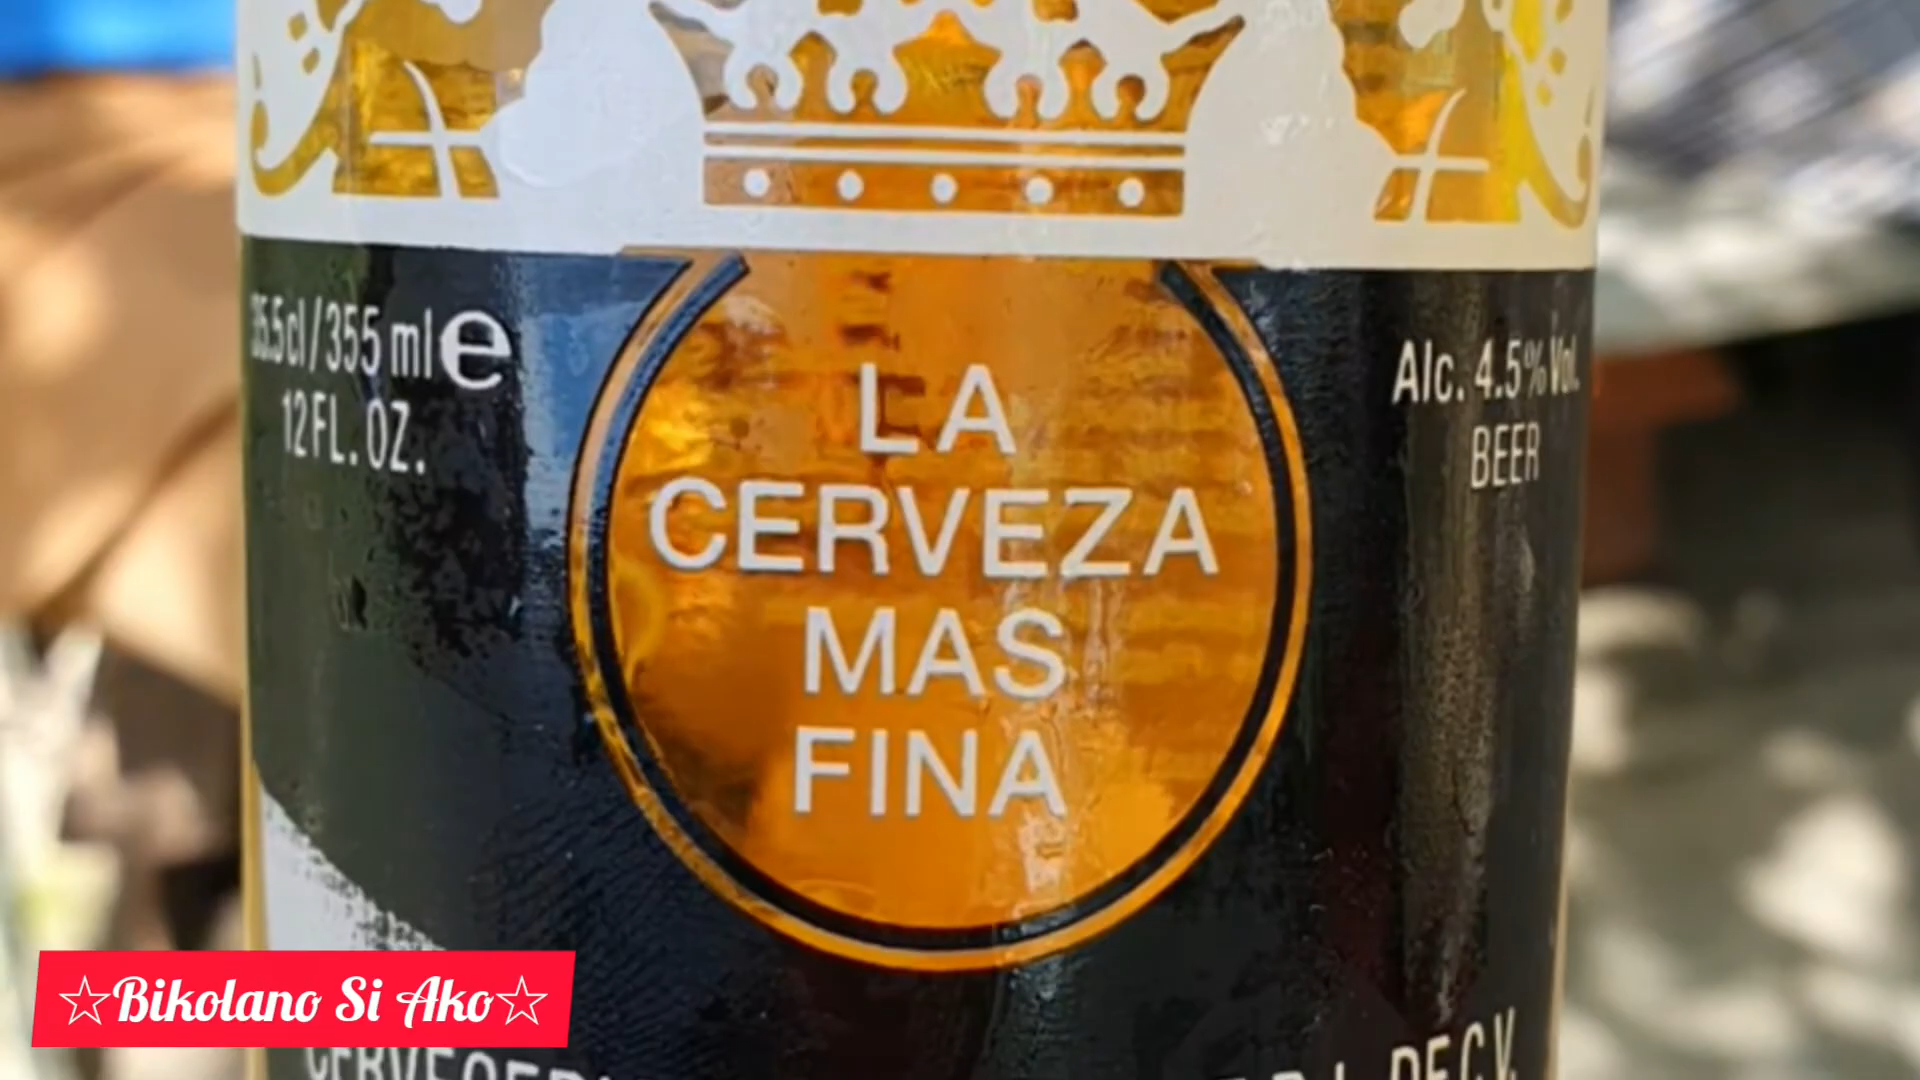 35.5cl/355 ml e
12 FL. OZ.
Alc. 4.5% Vol.
BEER
LA
CERVEZA
MAS
FINA
☆Bikolano Si Ako☆
DE C.V.